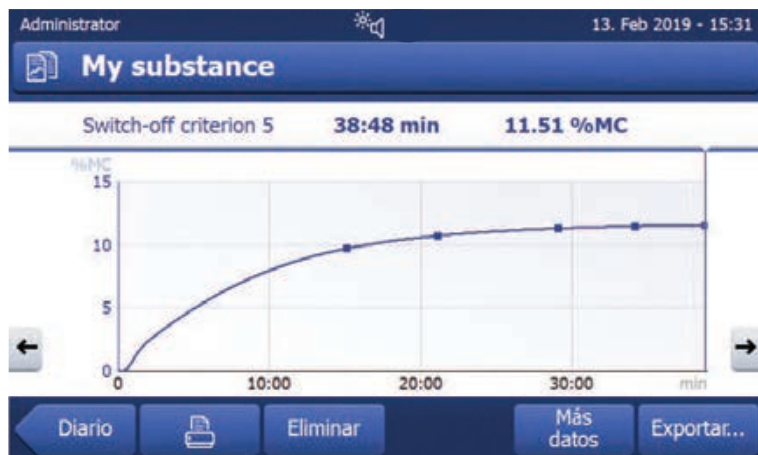 Administrator 13. Feb 2019 - 15:31
My substance
Switch-off criterion 5 38:48 min 11.51 %MC
%MC
15
10
5
0
0 10:00 20:00 30:00 min
Diario Eliminar Más datos Exportar...